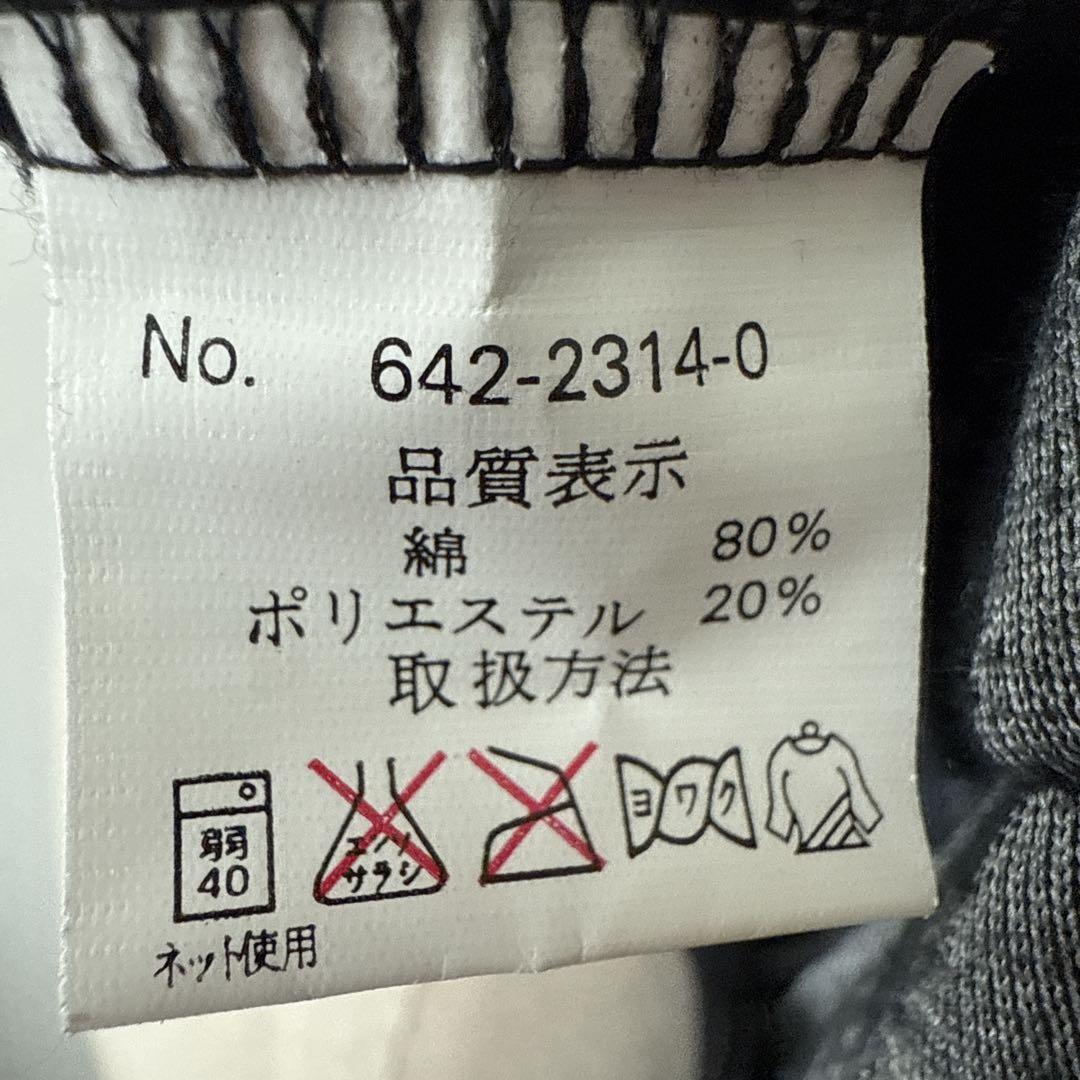 No. 642-2314-0
品質表示
綿 80%
ポリエステル 20%
取扱方法
弱
40
エンソ
サラシ
ヨワク
ネット使用